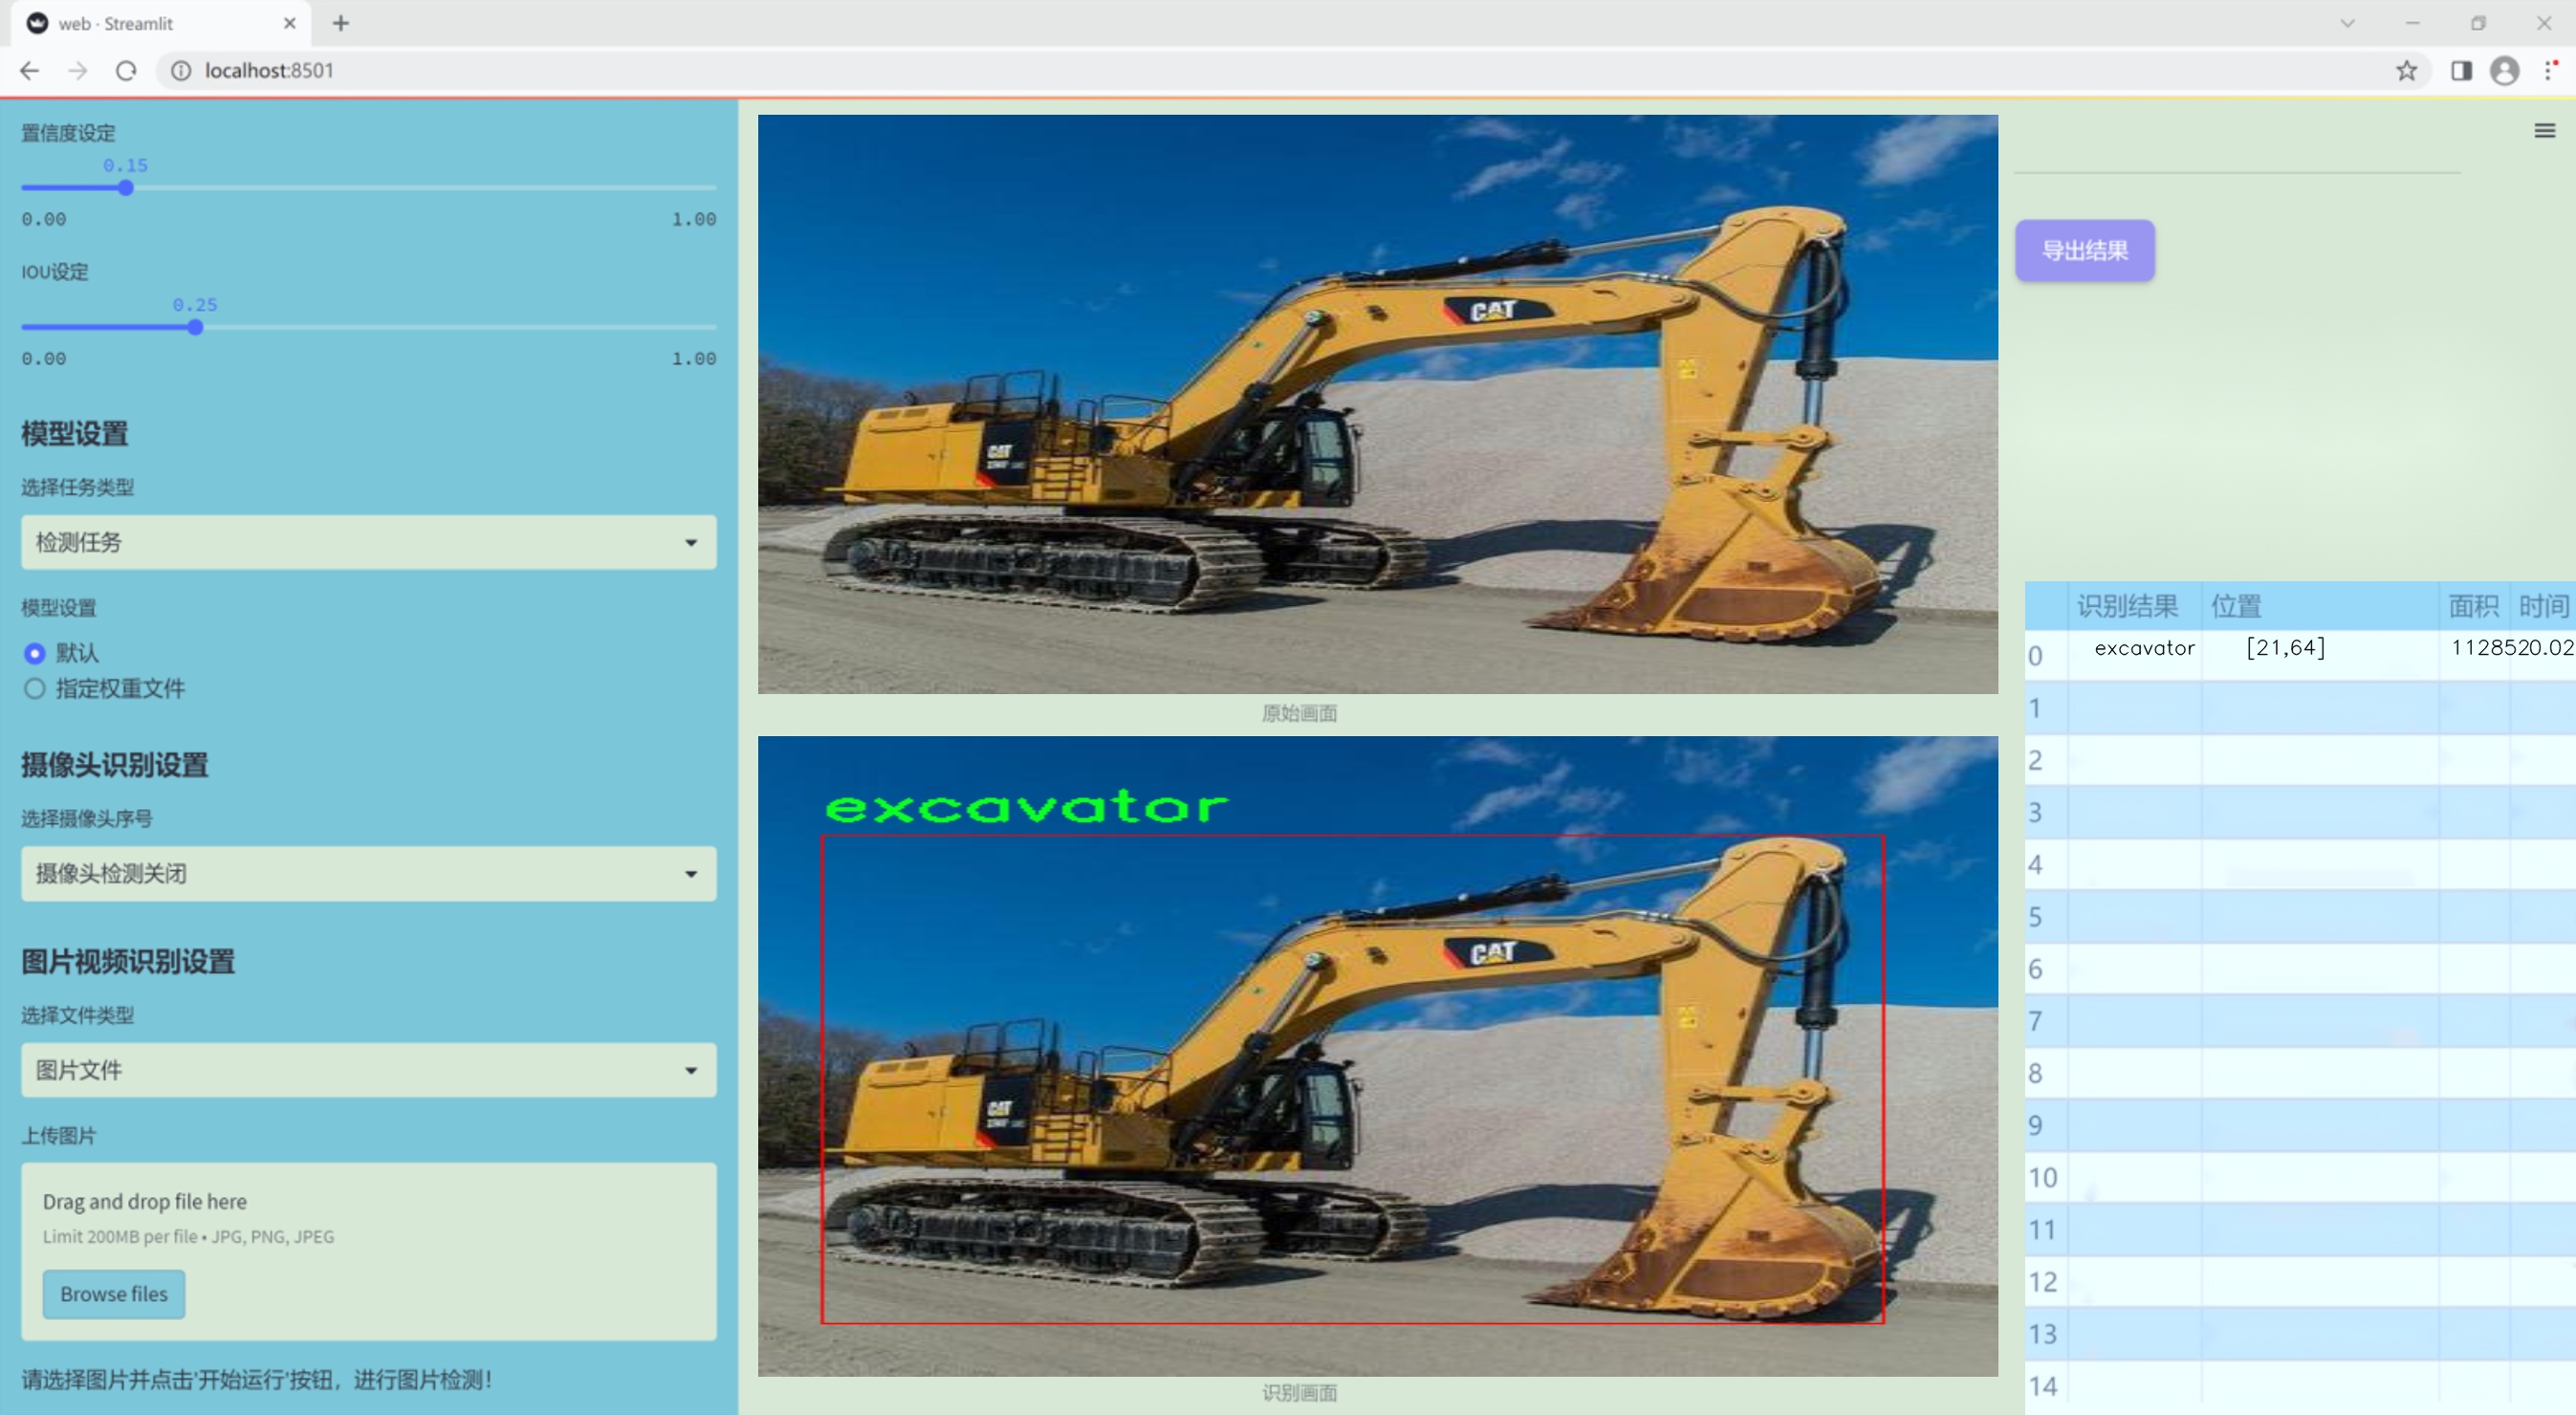 web · Streamlit
localhost:8501
置信度设定
0.15
0.00 1.00
IOU设定
0.25
0.00 1.00
模型设置
选择任务类型
检测任务
模型设置
默认
指定权重文件
摄像头识别设置
选择摄像头序号
摄像头检测关闭
图片视频识别设置
选择文件类型
图片文件
上传图片
Drag and drop file here
Limit 200MB per file • JPG, PNG, JPEG
Browse files
请选择图片并点击'开始运行'按钮，进行图片检测！
CAT
CAT
原始画面
excavator
CAT
CAT
识别画面
导出结果
识别结果 位置 面积 时间
0 excavator [21,64] 1128520.02
1
2
3
4
5
6
7
8
9
10
11
12
13
14